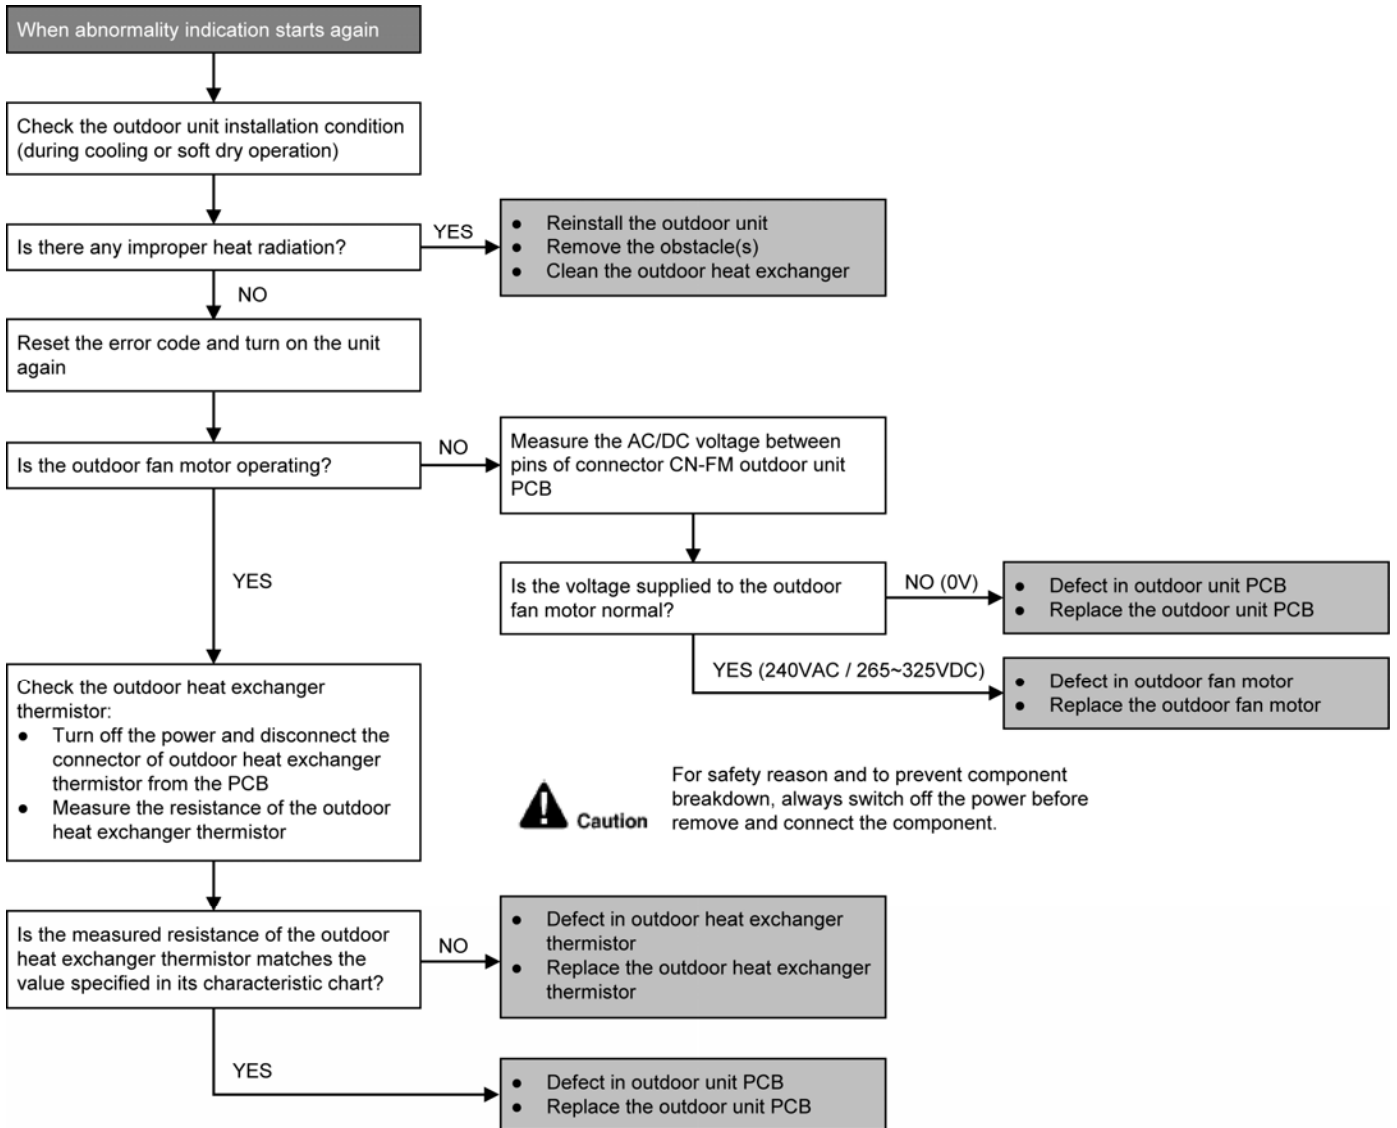 When abnormality indication starts again
Check the outdoor unit installation condition
(during cooling or soft dry operation)
Is there any improper heat radiation?
YES
● Reinstall the outdoor unit
● Remove the obstacle(s)
● Clean the outdoor heat exchanger
NO
Reset the error code and turn on the unit
again
Is the outdoor fan motor operating?
NO
Measure the AC/DC voltage between
pins of connector CN-FM outdoor unit
PCB
YES
Is the voltage supplied to the outdoor
fan motor normal?
NO (0V)
● Defect in outdoor unit PCB
● Replace the outdoor unit PCB
YES (240VAC / 265~325VDC)
● Defect in outdoor fan motor
● Replace the outdoor fan motor
Check the outdoor heat exchanger
thermistor:
● Turn off the power and disconnect the
connector of outdoor heat exchanger
thermistor from the PCB
● Measure the resistance of the outdoor
heat exchanger thermistor
Caution
For safety reason and to prevent component
breakdown, always switch off the power before
remove and connect the component.
Is the measured resistance of the outdoor
heat exchanger thermistor matches the
value specified in its characteristic chart?
NO
● Defect in outdoor heat exchanger
thermistor
● Replace the outdoor heat exchanger
thermistor
YES
● Defect in outdoor unit PCB
● Replace the outdoor unit PCB